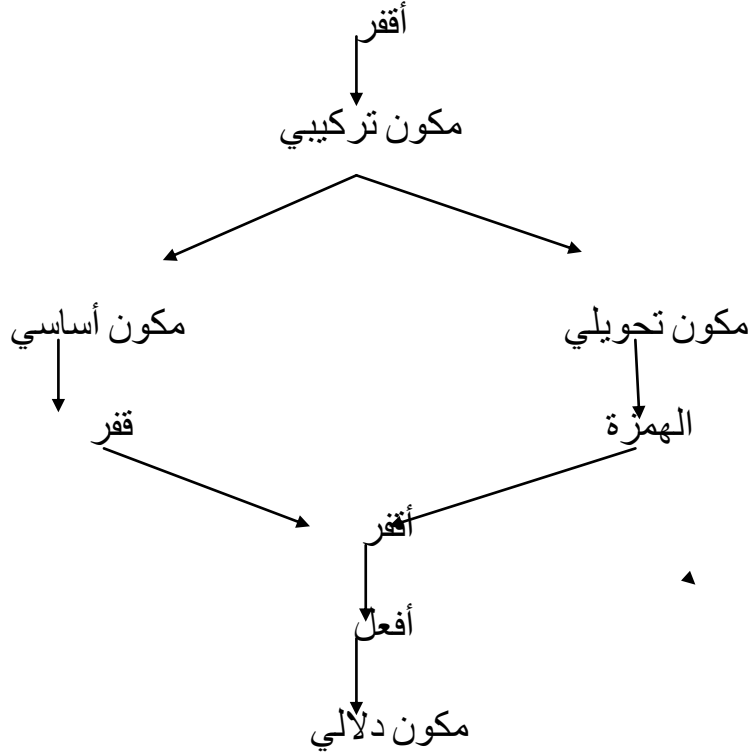 أقفر
مكون تركيبي
مكون تحويلي
مكون أساسي
الهمزة
قفر
أقفر
أفعل
مكون دلالي